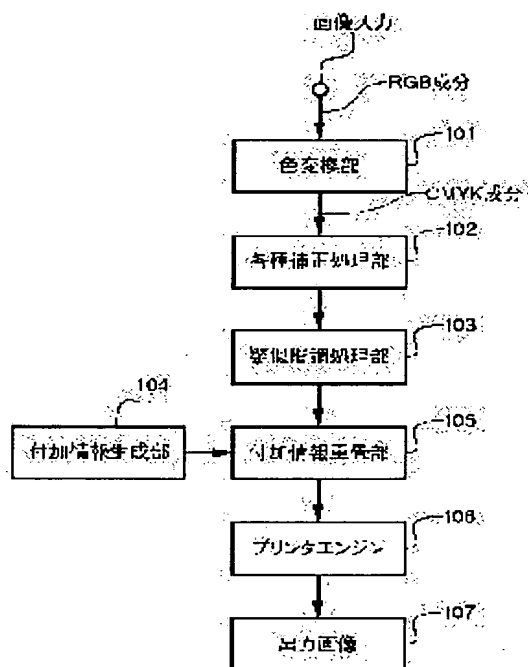 画像入力
RGB成分
101
色変換部
CMYK成分
102
各種補正処理部
103
擬似階調処理部
104
105
付加情報生成部
付加情報重畳部
106
プリンタエンジン
107
出力画像